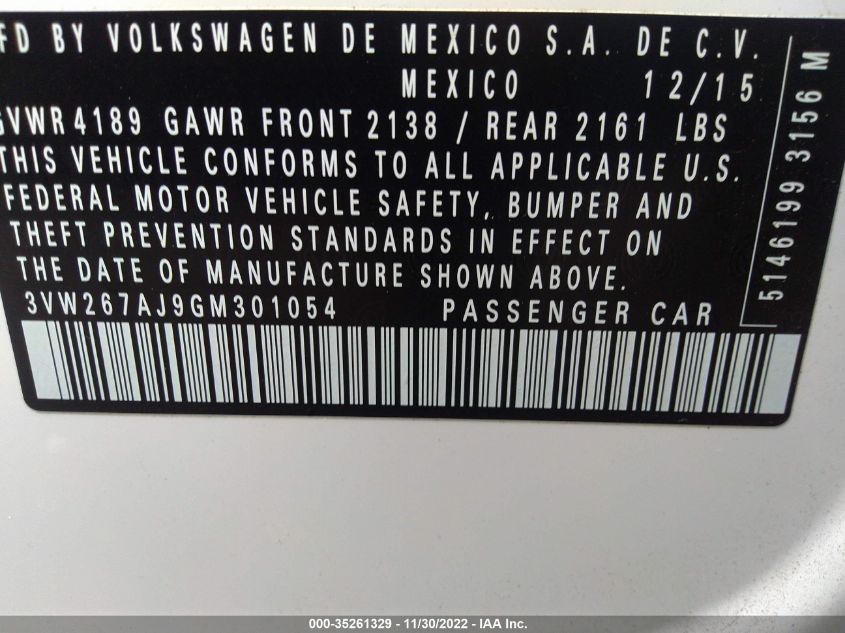 FD BY VOLKSWAGEN DE MEXICO S.A. DE C.V.
MEXICO 12/15
GVWR 4189 GAWR FRONT 2138 / REAR 2161 LBS
THIS VEHICLE CONFORMS TO ALL APPLICABLE U.S.
FEDERAL MOTOR VEHICLE SAFETY, BUMPER AND
THEFT PREVENTION STANDARDS IN EFFECT ON
THE DATE OF MANUFACTURE SHOWN ABOVE.
3VW267AJ9GM301054 PASSENGER CAR
5146199 3156 M
000-35261329 - 11/30/2022 - IAA Inc.